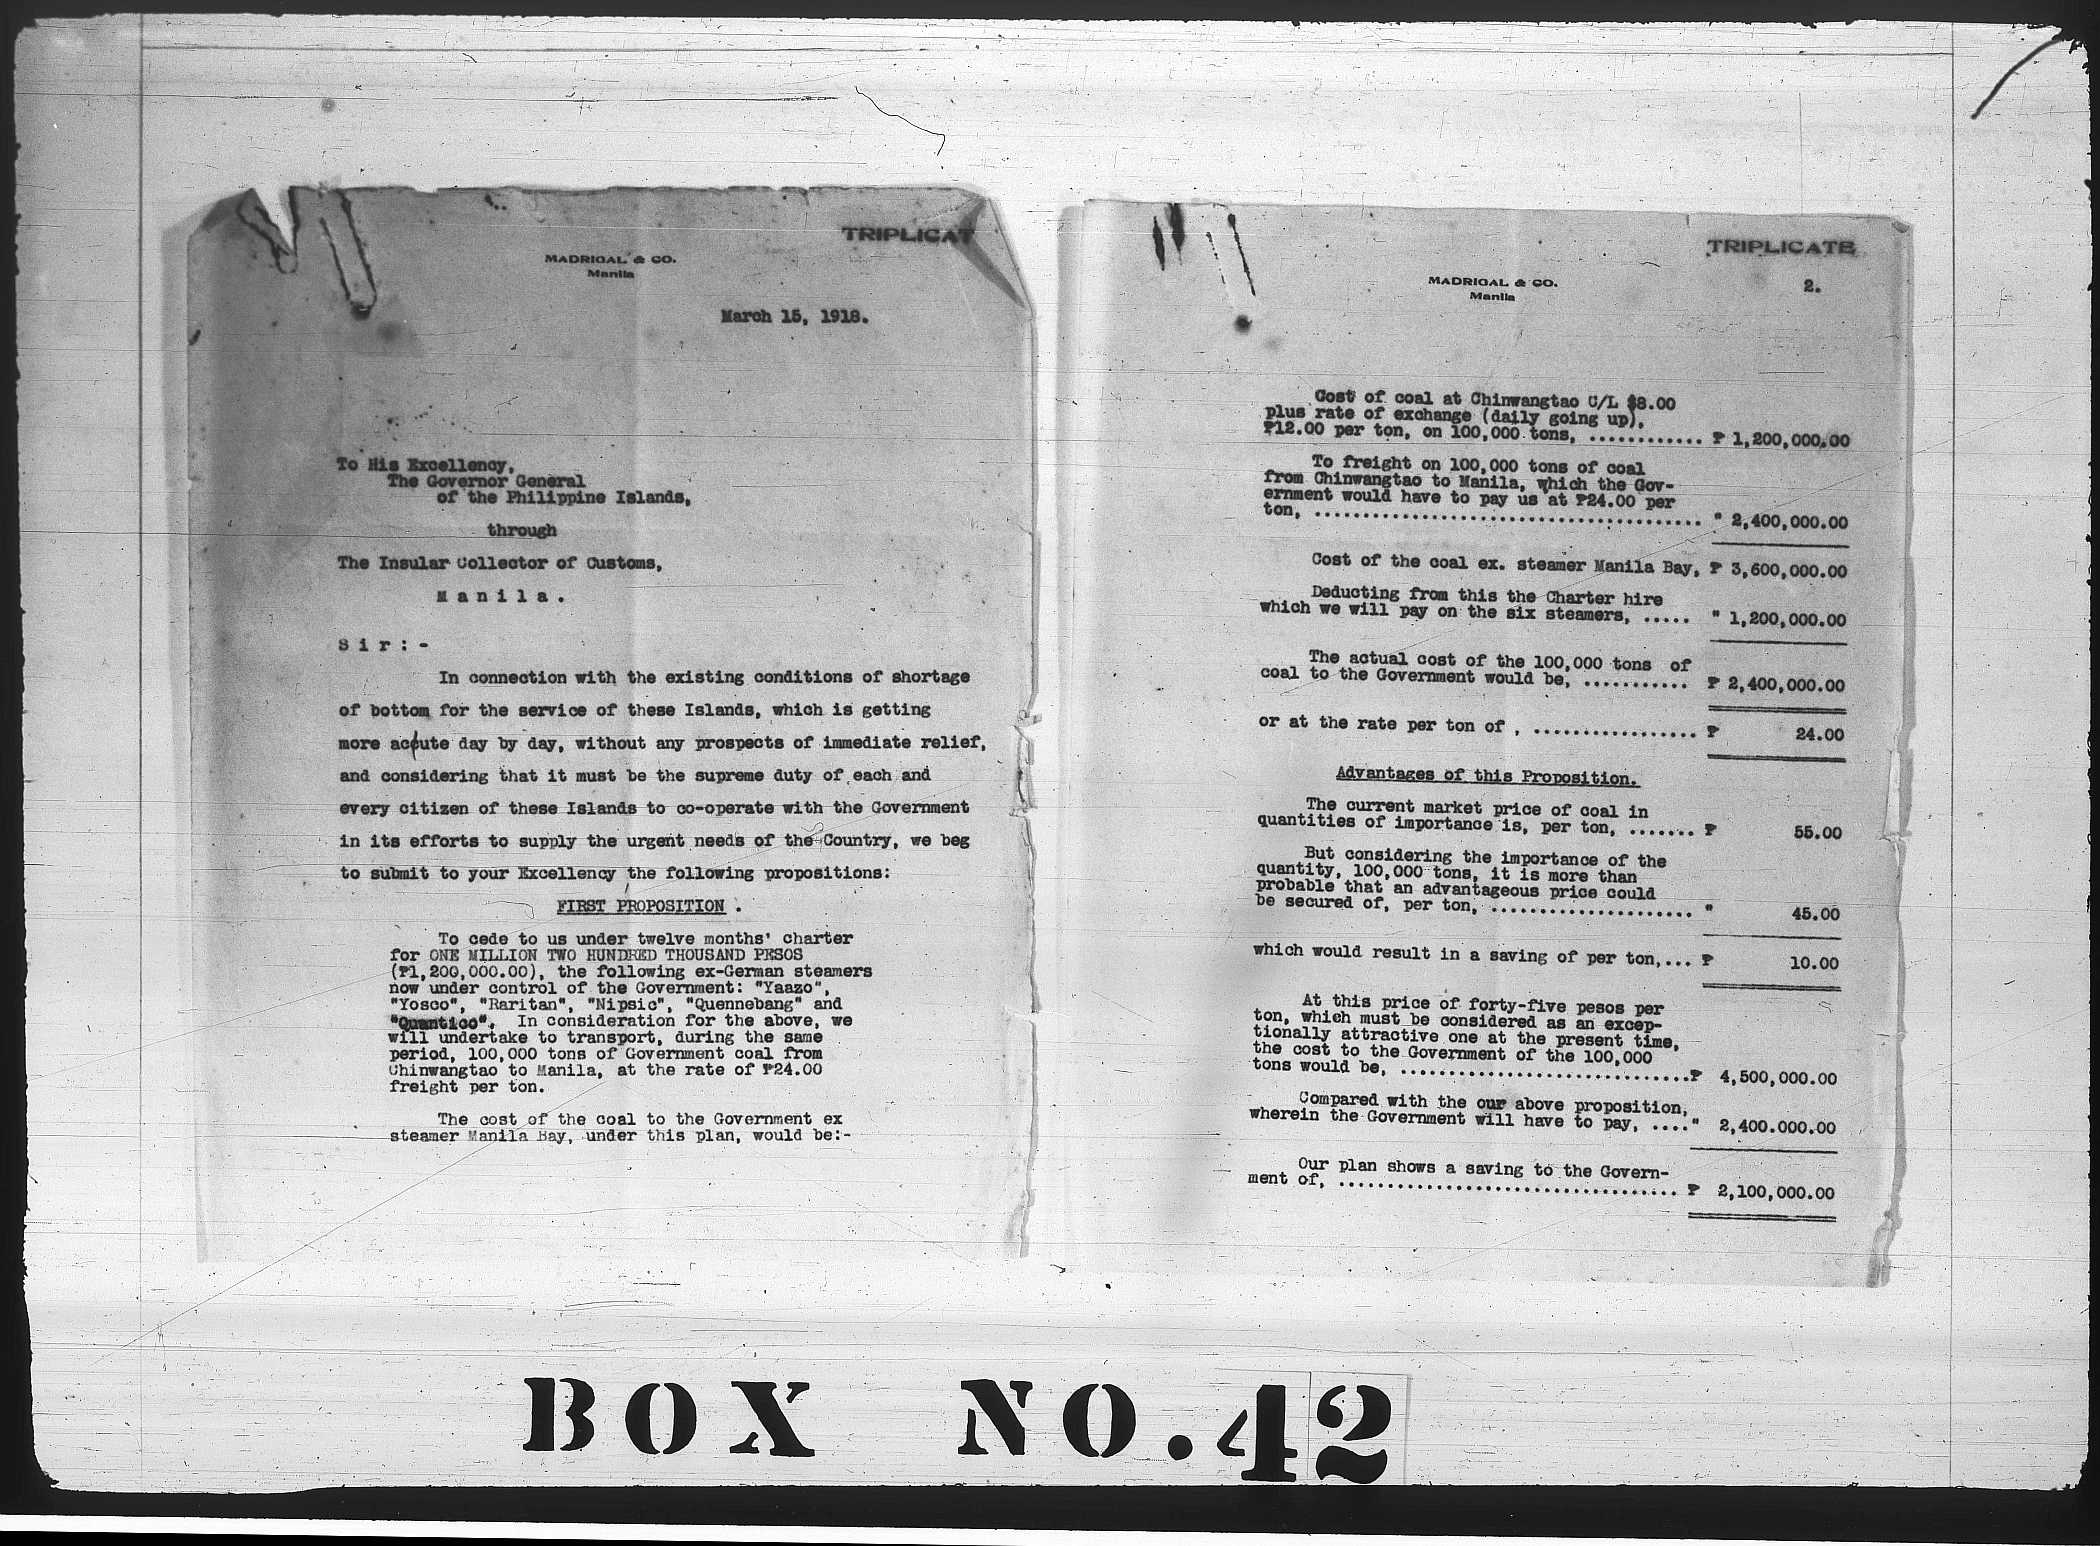 TRIPLICAT
MADRIGAL & CO.
Manila
March 15, 1918.
To His Excellency,
The Governor General
of the Philippine Islands,
through
The Insular Collector of Customs,
Manila.
Sir:-
In connection with the existing conditions of shortage
of bottom for the service of these Islands, which is getting
more accute day by day, without any prospects of immediate relief,
and considering that it must be the supreme duty of each and
every citizen of these Islands to co-operate with the Government
in its efforts to supply the urgent needs of the Country, we beg
to submit to your Excellency the following propositions:
FIRST PROPOSITION.
To cede to us under twelve months' charter
for ONE MILLION TWO HUNDRED THOUSAND PESOS
(₱1,200,000.00), the following ex-German steamers
now under control of the Government: "Yaazo",
"Yosco", "Raritan", "Nipsic", "Quennebang" and
"Quantico". In consideration for the above, we
will undertake to transport, during the same
period, 100,000 tons of Government coal from
Chinwangtao to Manila, at the rate of ₱24.00
freight per ton.
The cost of the coal to the Government ex
steamer Manila Bay, under this plan, would be:-
TRIPLICATE
MADRIGAL & CO.
Manila
2.
Cost of coal at Chinwangtao C/L $8.00
plus rate of exchange (daily going up),
₱12.00 per ton, on 100,000 tons, ............ ₱ 1,200,000.00
To freight on 100,000 tons of coal
from Chinwangtao to Manila, which the Gov-
ernment would have to pay us at ₱24.00 per
ton, ....................................... " 2,400,000.00
Cost of the coal ex. steamer Manila Bay, ₱ 3,600,000.00
Deducting from this the Charter hire
which we will pay on the six steamers, ..... " 1,200,000.00
The actual cost of the 100,000 tons of
coal to the Government would be, ........... ₱ 2,400,000.00
or at the rate per ton of , ................. ₱ 24.00
Advantages of this Proposition.
The current market price of coal in
quantities of importance is, per ton, ....... ₱ 55.00
But considering the importance of the
quantity, 100,000 tons, it is more than
probable that an advantageous price could
be secured of, per ton, ..................... " 45.00
which would result in a saving of per ton,... ₱ 10.00
At this price of forty-five pesos per
ton, which must be considered as an excep-
tionally attractive one at the present time,
the cost to the Government of the 100,000
tons would be, ..............................₱ 4,500,000.00
Compared with the our above proposition,
wherein the Government will have to pay, ...." 2,400.000.00
Our plan shows a saving to the Govern-
ment of, ................................... ₱ 2,100,000.00
BOX NO. 42